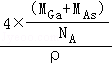 4×
(M_Ga+M_As)
N_A
ρ